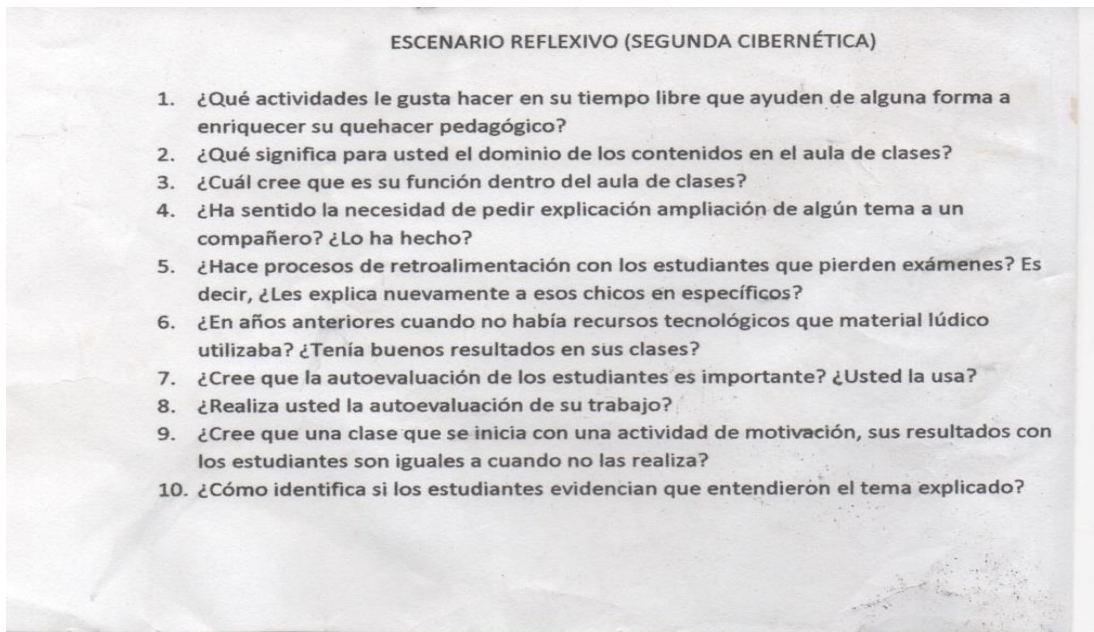 ESCENARIO REFLEXIVO (SEGUNDA CIBERNÉTICA)
1. ¿Qué actividades le gusta hacer en su tiempo libre que ayuden de alguna forma a
enriquecer su quehacer pedagógico?
2. ¿Qué significa para usted el dominio de los contenidos en el aula de clases?
3. ¿Cuál cree que es su función dentro del aula de clases?
4. ¿Ha sentido la necesidad de pedir explicación ampliación de algún tema a un
compañero? ¿Lo ha hecho?
5. ¿Hace procesos de retroalimentación con los estudiantes que pierden exámenes? Es
decir, ¿Les explica nuevamente a esos chicos en específicos?
6. ¿En años anteriores cuando no había recursos tecnológicos que material lúdico
utilizaba? ¿Tenía buenos resultados en sus clases?
7. ¿Cree que la autoevaluación de los estudiantes es importante? ¿Usted la usa?
8. ¿Realiza usted la autoevaluación de su trabajo?
9. ¿Cree que una clase que se inicia con una actividad de motivación, sus resultados con
los estudiantes son iguales a cuando no las realiza?
10. ¿Cómo identifica si los estudiantes evidencian que entendieron el tema explicado?